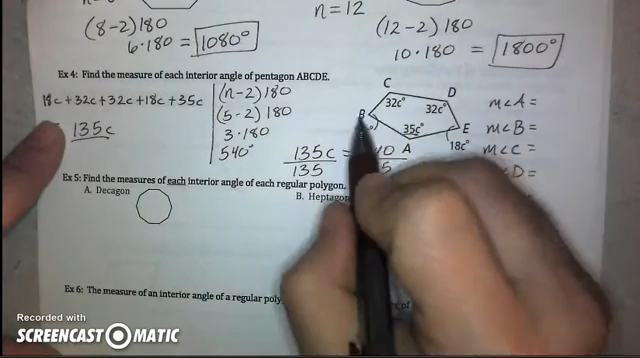 (8-2)180
6·180 = 1080°
n=12
(12-2)180
10·180 = 1800°
Ex 4: Find the measure of each interior angle of pentagon ABCDE.
18c+32c+32c+18c+35c
135c
(n-2)180
(5-2)180
3·180
540°
C
D
B
E
A
32c°
32c°
35c°
18c°
135c =
135
m∠A=
m∠B=
m∠C=
m∠D=
Ex 5: Find the measures of each interior angle of each regular polygon.
A. Decagon
B. Heptagon
Ex 6: The measure of an interior angle of a regular
Recorded with
SCREENCAST-O-MATIC